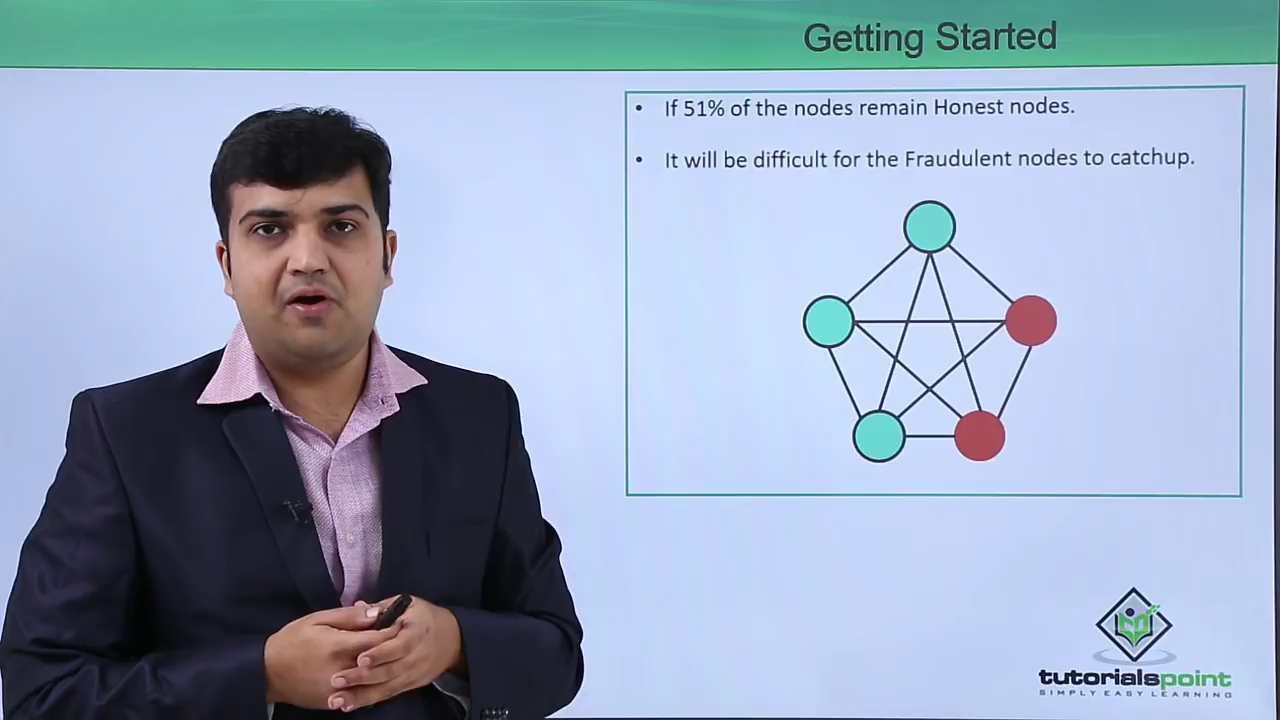 Getting Started
• If 51% of the nodes remain Honest nodes.
• It will be difficult for the Fraudulent nodes to catchup.
tutorialspoint
SIMPLY EASY LEARNING